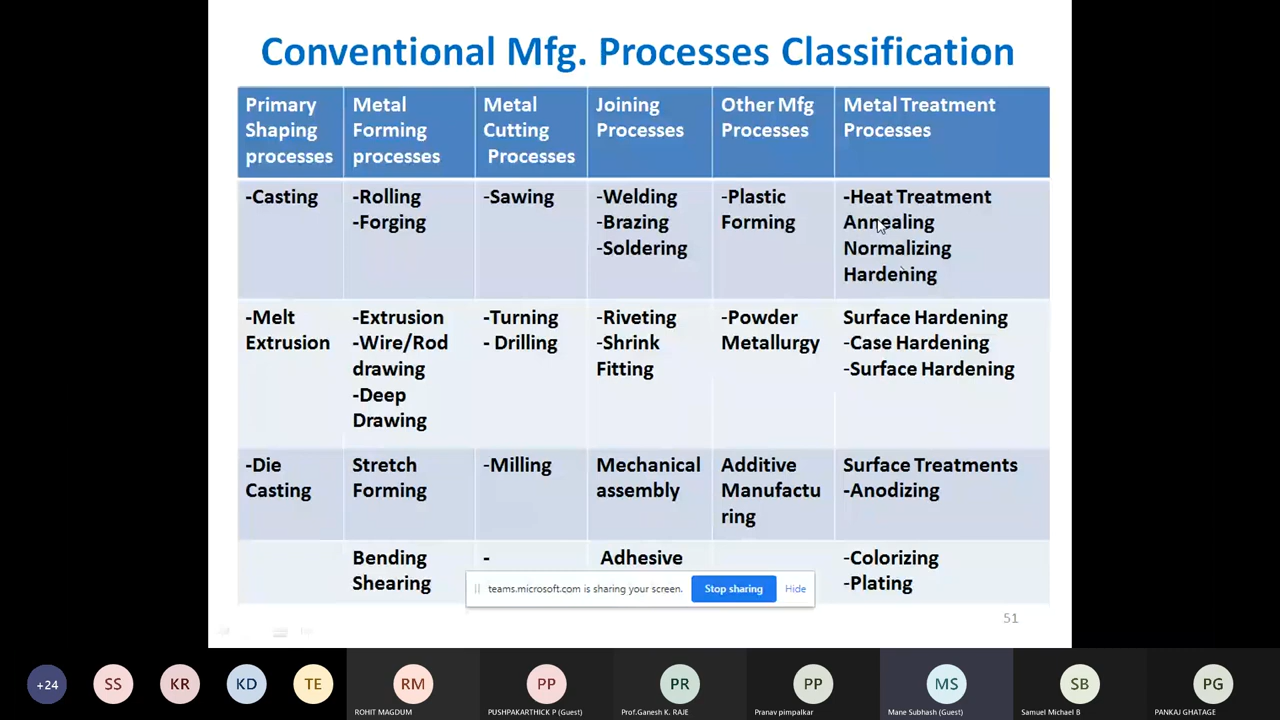 Conventional Mfg. Processes Classification
Primary
Shaping
processes
Metal
Forming
processes
Metal
Cutting
Processes
Joining
Processes
Other Mfg
Processes
Metal Treatment
Processes
-Casting
-Rolling
-Forging
-Sawing
-Welding
-Brazing
-Soldering
-Plastic
Forming
-Heat Treatment
Annealing
Normalizing
Hardening
-Melt
Extrusion
-Extrusion
-Wire/Rod
drawing
-Deep
Drawing
-Turning
- Drilling
-Riveting
-Shrink
Fitting
-Powder
Metallurgy
Surface Hardening
-Case Hardening
-Surface Hardening
-Die
Casting
Stretch
Forming
-Milling
Mechanical
assembly
Additive
Manufactu
ring
Surface Treatments
-Anodizing
Bending
Shearing
-
Adhesive
-Colorizing
-Plating
teams.microsoft.com is sharing your screen.
Stop sharing
Hide
51
+24
SS
KR
KD
TE
RM
ROHIT MAGDUM
PP
PUSHPAKARTHICK P (Guest)
PR
Prof.Ganesh K. RAJE
PP
Pranav pimpalkar
MS
Mane Subhash (Guest)
SB
Samuel Michael B
PG
PANKAJ GHATAGE